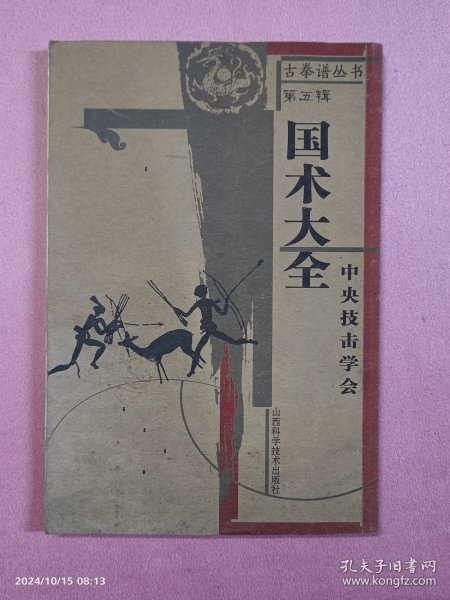 古拳谱丛书
第五辑
国术大全
中央技击学会
山西科学技术出版社
2024/10/15 08:13
孔夫子旧书网
www.kongfz.com